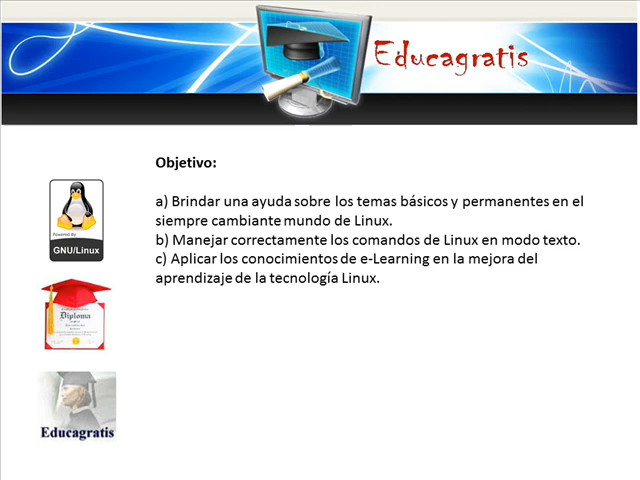 Educagratis
Objetivo:
a) Brindar una ayuda sobre los temas básicos y permanentes en el
siempre cambiante mundo de Linux.
b) Manejar correctamente los comandos de Linux en modo texto.
c) Aplicar los conocimientos de e-Learning en la mejora del
aprendizaje de la tecnología Linux.
Powered By
GNU/Linux
Diploma
Educagratis